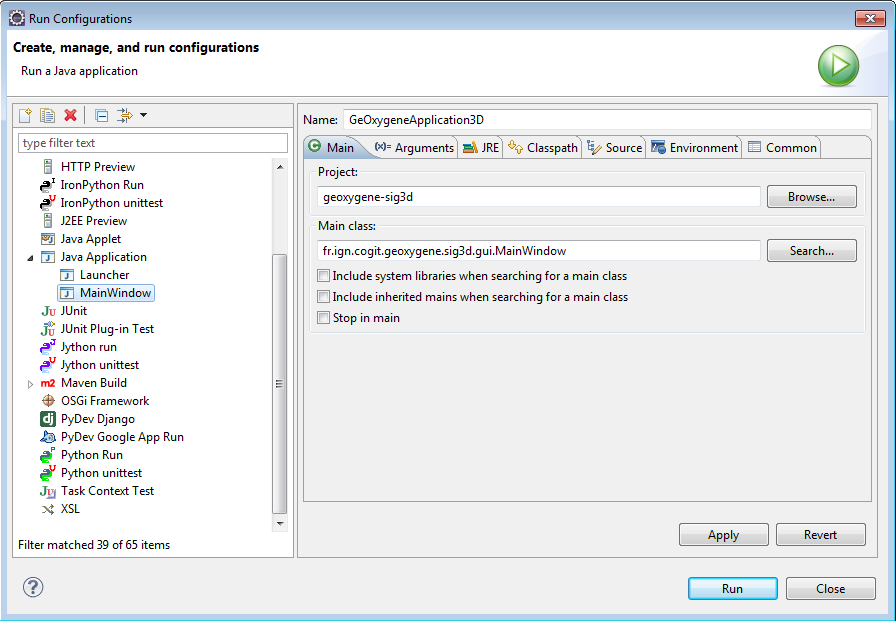 Run Configurations
Create, manage, and run configurations
Run a Java application
type filter text
HTTP Preview
IronPython Run
IronPython unittest
J2EE Preview
Java Applet
Java Application
Launcher
MainWindow
JUnit
JUnit Plug-in Test
Jython run
Jython unittest
m2 Maven Build
OSGi Framework
dj PyDev Django
PyDev Google App Run
Python Run
Python unittest
Task Context Test
XSL
Filter matched 39 of 65 items
Name: GeOxygeneApplication3D
Main (x)= Arguments JRE Classpath Source Environment Common
Project:
geoxygene-sig3d Browse...
Main class:
fr.ign.cogit.geoxygene.sig3d.gui.MainWindow Search...
Include system libraries when searching for a main class
Include inherited mains when searching for a main class
Stop in main
Apply Revert
? Run Close